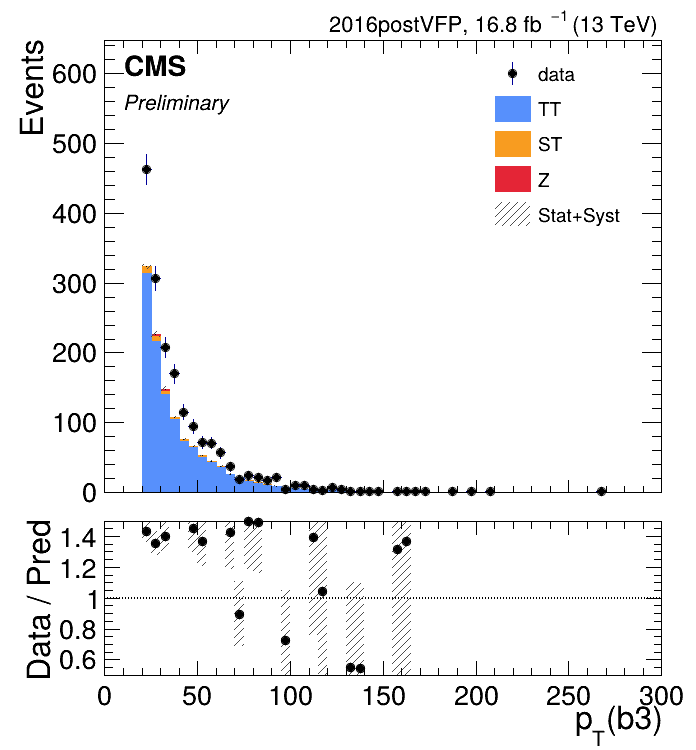 2016postVFP, 16.8 fb⁻¹ (13 TeV)
CMS
Preliminary
data
TT
ST
Z
Stat+Syst
Events
600
500
400
300
200
100
0
Data / Pred
1.4
1.2
1
0.8
0.6
0 50 100 150 200 250 300
p_T(b3)